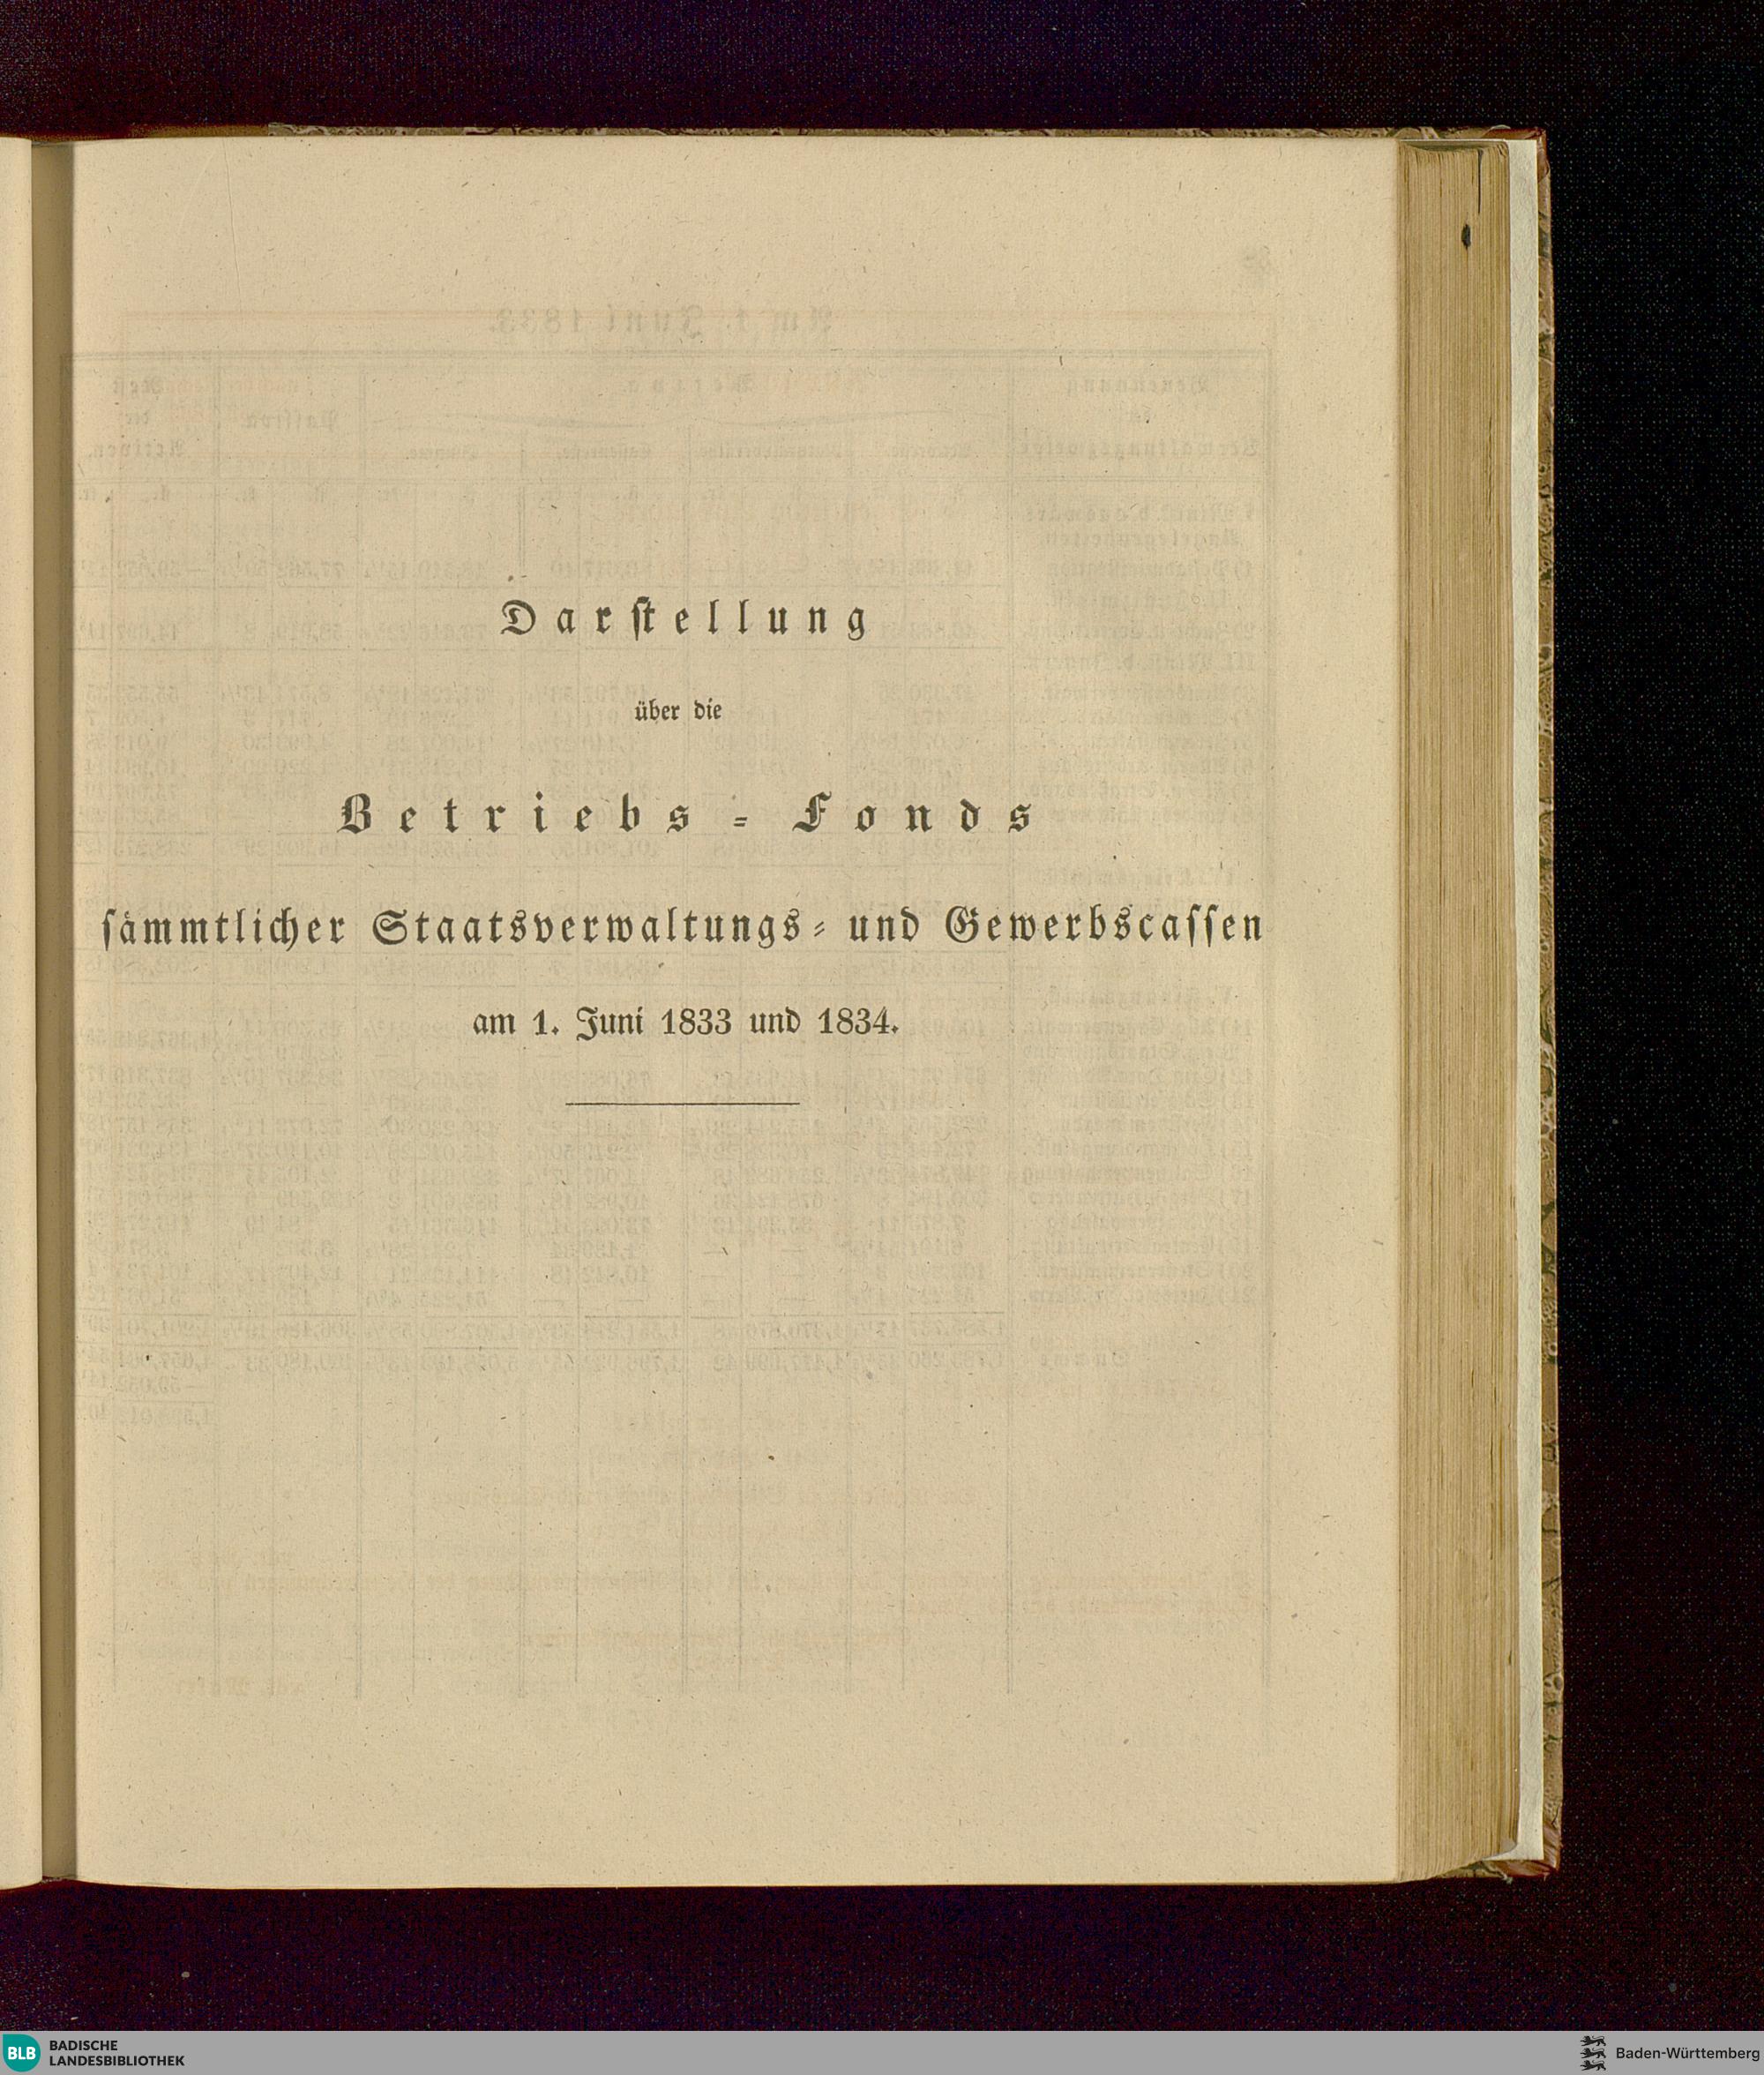 Darstellung
über die
Betriebs-Fonds
sämmtlicher Staatsverwaltungs- und Gewerbscassen
am 1. Juni 1833 und 1834.
BLB
BADISCHE
LANDESBIBLIOTHEK
Baden-Württemberg